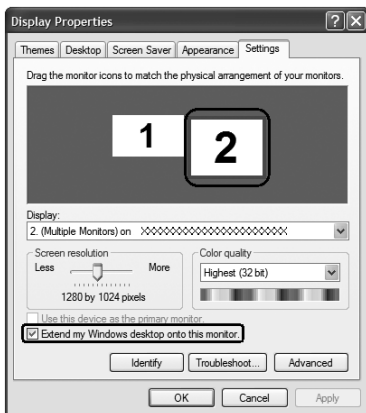 Display Properties
Themes Desktop Screen Saver Appearance Settings
Drag the monitor icons to match the physical arrangement of your monitors.
1 2
Display:
2. (Multiple Monitors) on XXXXXXXXXXXXXXXXXXXXXX
Screen resolution
Less More
1280 by 1024 pixels
Color quality
Highest (32 bit)
Use this device as the primary monitor.
Extend my Windows desktop onto this monitor.
Identify Troubleshoot... Advanced
OK Cancel Apply